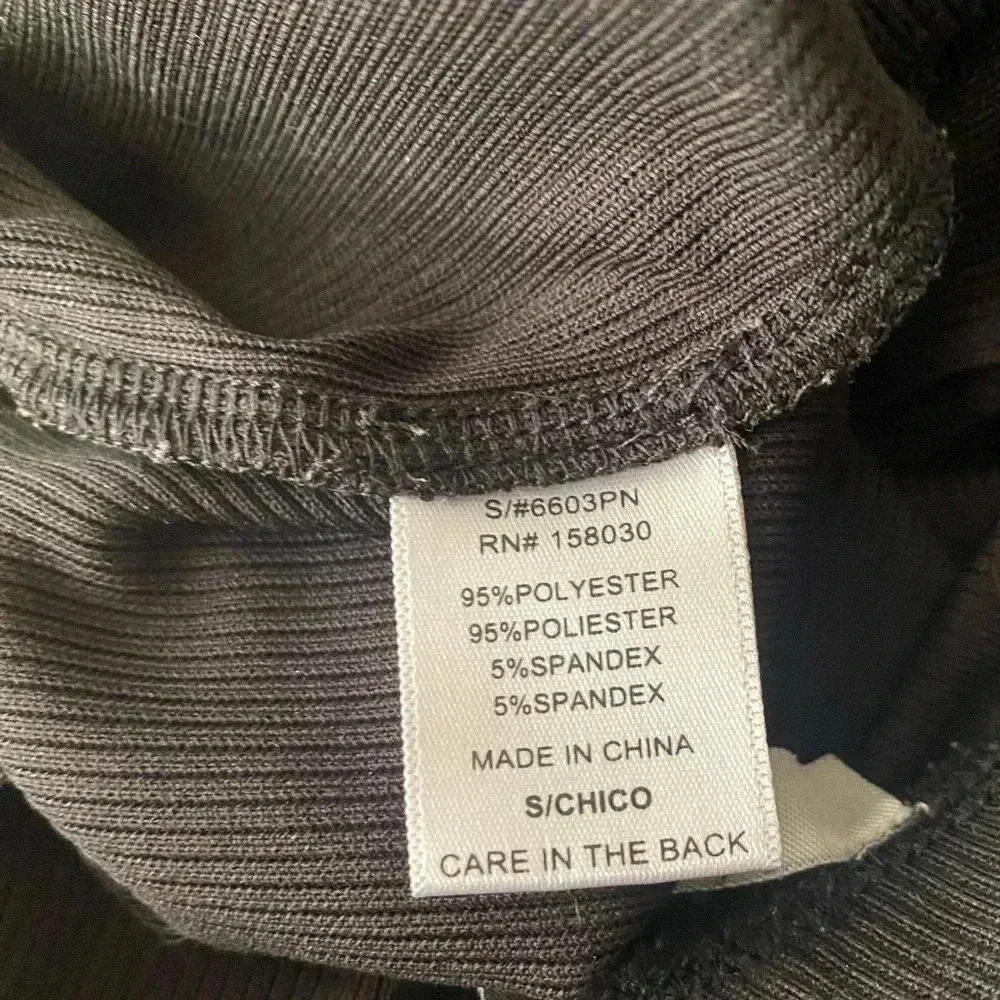 S/#6603PN
RN# 158030
95%POLYESTER
95%POLIESTER
5%SPANDEX
5%SPANDEX
MADE IN CHINA
S/CHICO
CARE IN THE BACK